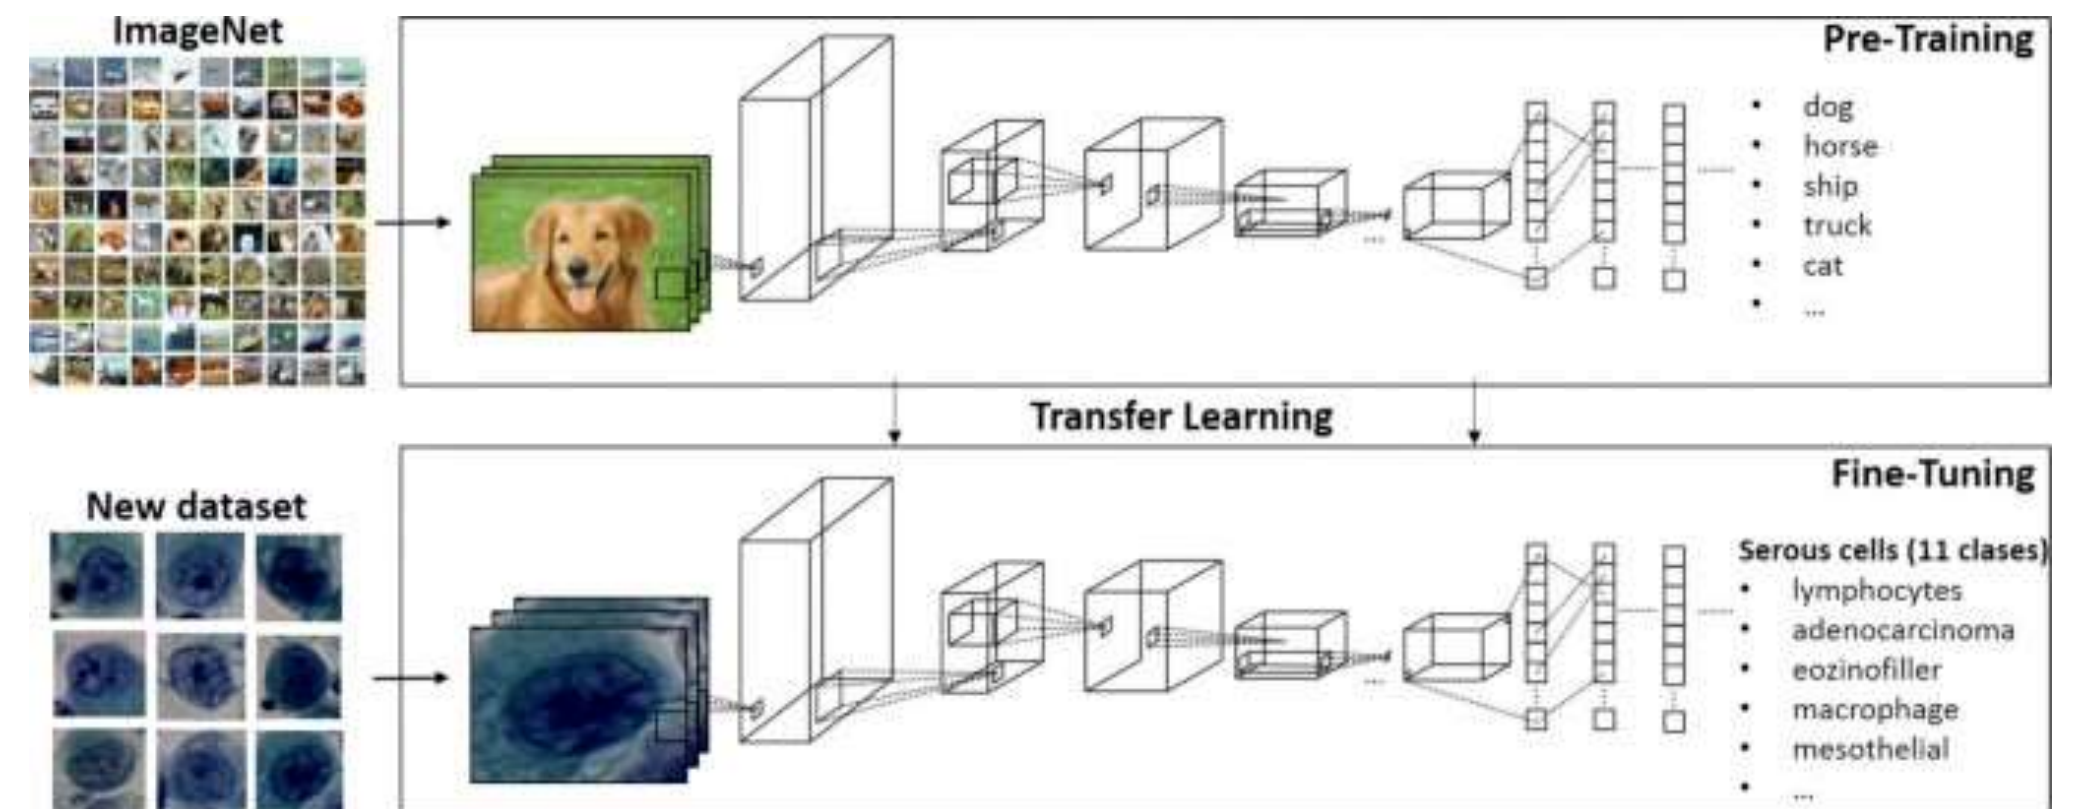 ImageNet
Pre-Training
• dog
• horse
• ship
• truck
• cat
• ...
...
Transfer Learning
Fine-Tuning
New dataset
Serous cells (11 clases)
• lymphocytes
• adenocarcinoma
• eozinofiller
• macrophage
• mesothelial
• ...
...